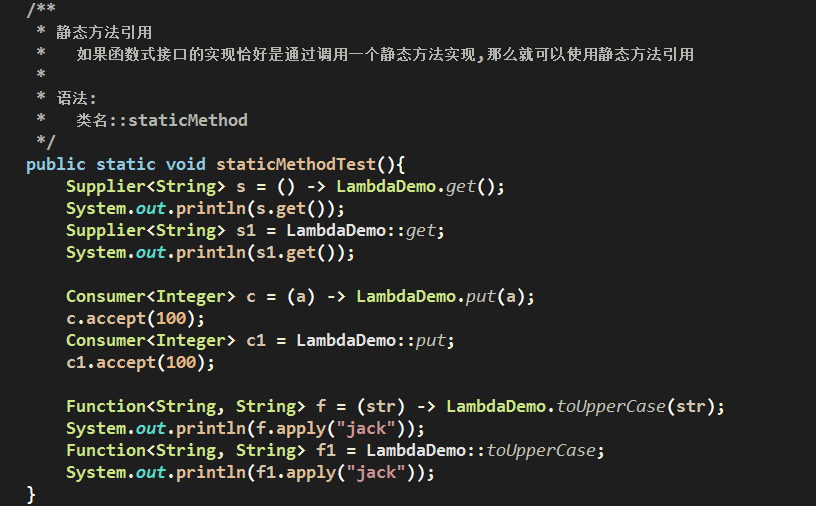 /**
 * 静态方法引用
 *   如果函数式接口的实现恰好是通过调用一个静态方法实现,那么就可以使用静态方法引用
 *
 * 语法:
 *   类名::staticMethod
 */
public static void staticMethodTest(){
    Supplier<String> s = () -> LambdaDemo.get();
    System.out.println(s.get());
    Supplier<String> s1 = LambdaDemo::get;
    System.out.println(s1.get());

    Consumer<Integer> c = (a) -> LambdaDemo.put(a);
    c.accept(100);
    Consumer<Integer> c1 = LambdaDemo::put;
    c1.accept(100);

    Function<String, String> f = (str) -> LambdaDemo.toUpperCase(str);
    System.out.println(f.apply("jack"));
    Function<String, String> f1 = LambdaDemo::toUpperCase;
    System.out.println(f1.apply("jack"));
}